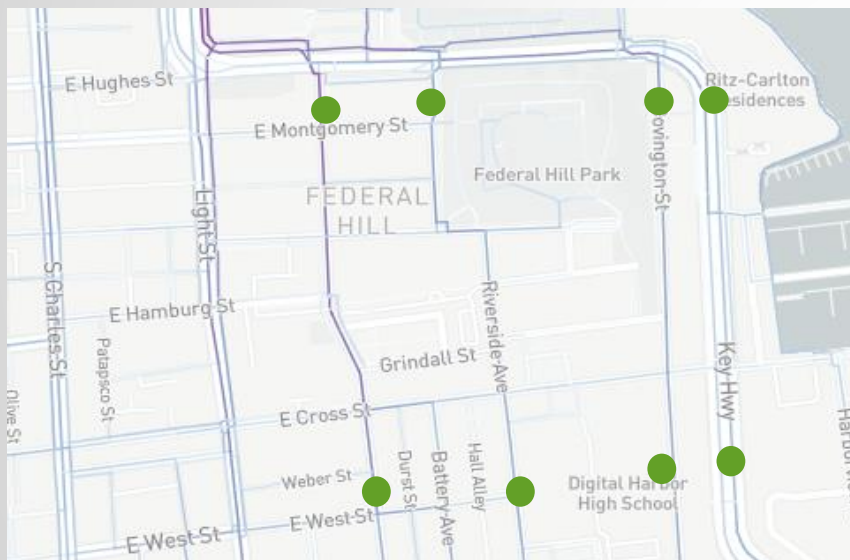 E Hughes St
Ritz-Carlton
esidences
E Montgomery St
ovington-St
Federal Hill Park
FEDERAL
HILL
Light St
S Charles St
Riverside Ave
E Hamburg St
Patapsco St
Grindall St
Key Hwy
Olive St
E Cross St
Durst St
Battery Ave
Hall Alley
Weber St
Digital Harbor
High School
E West St
E West St